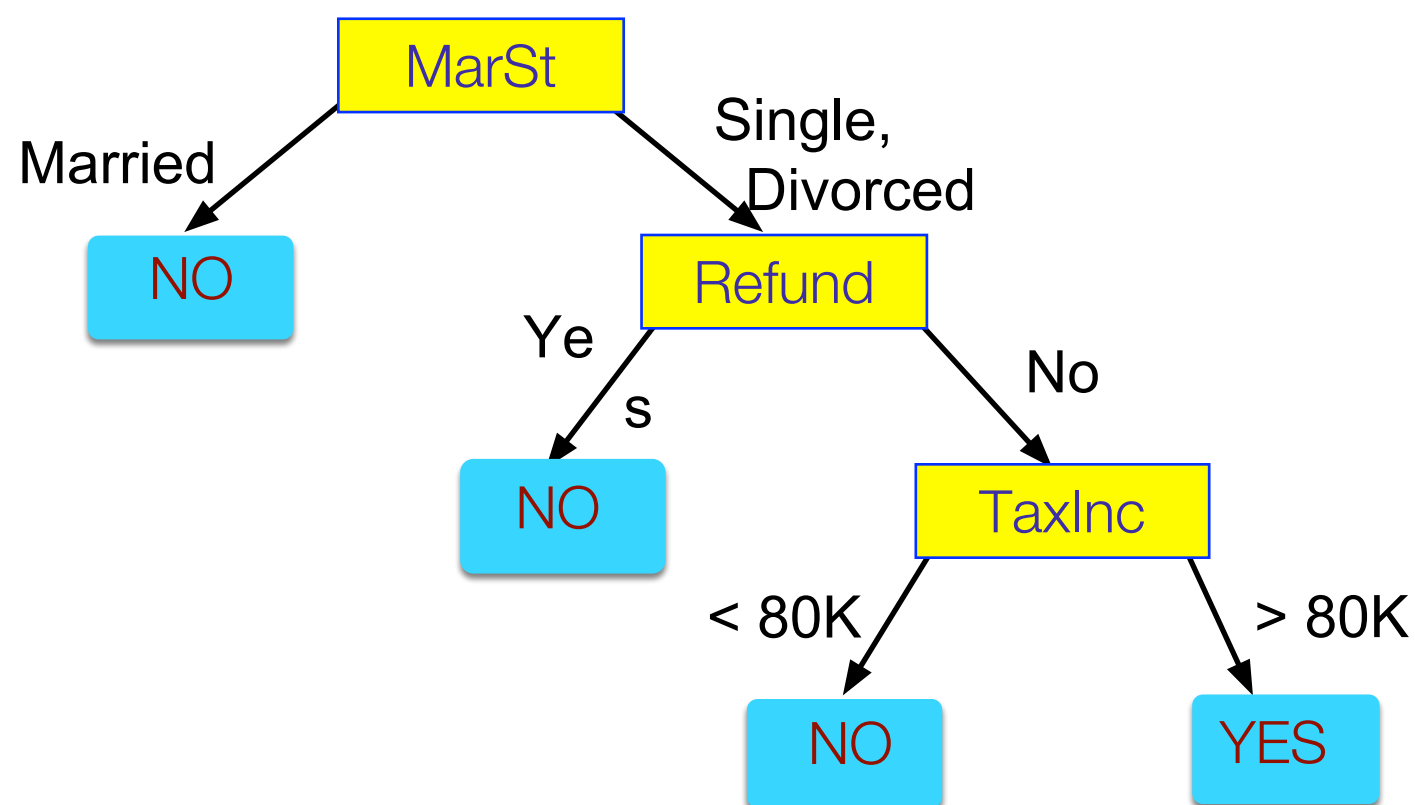 MarSt
Married
Single,
Divorced
NO
Refund
Ye
s
No
NO
TaxInc
< 80K
> 80K
NO
YES